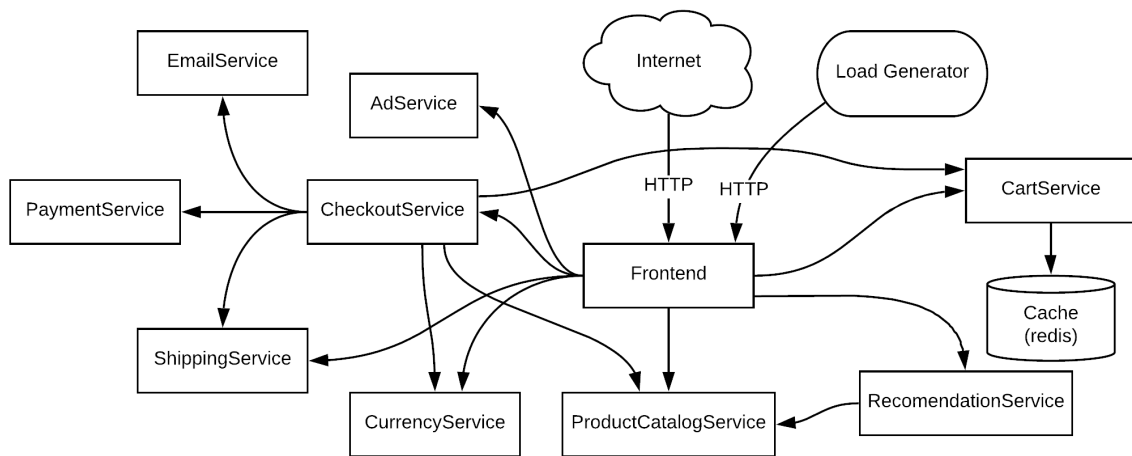 EmailService
Internet
Load Generator
AdService
HTTP
HTTP
CartService
PaymentService
CheckoutService
Frontend
Cache
(redis)
ShippingService
CurrencyService
ProductCatalogService
RecomendationService